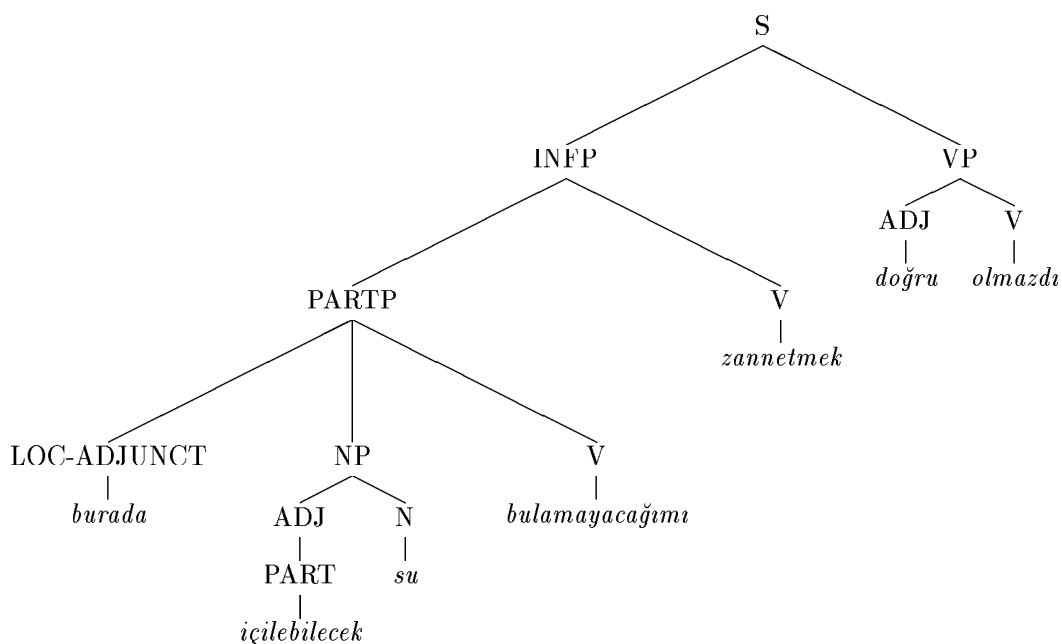 S
INFP VP
ADJ V
doğru olmazdı
PARTP V
zannetmek
LOC-ADJUNCT NP V
burada ADJ N bulamayacağımı
PART su
içilebilecek